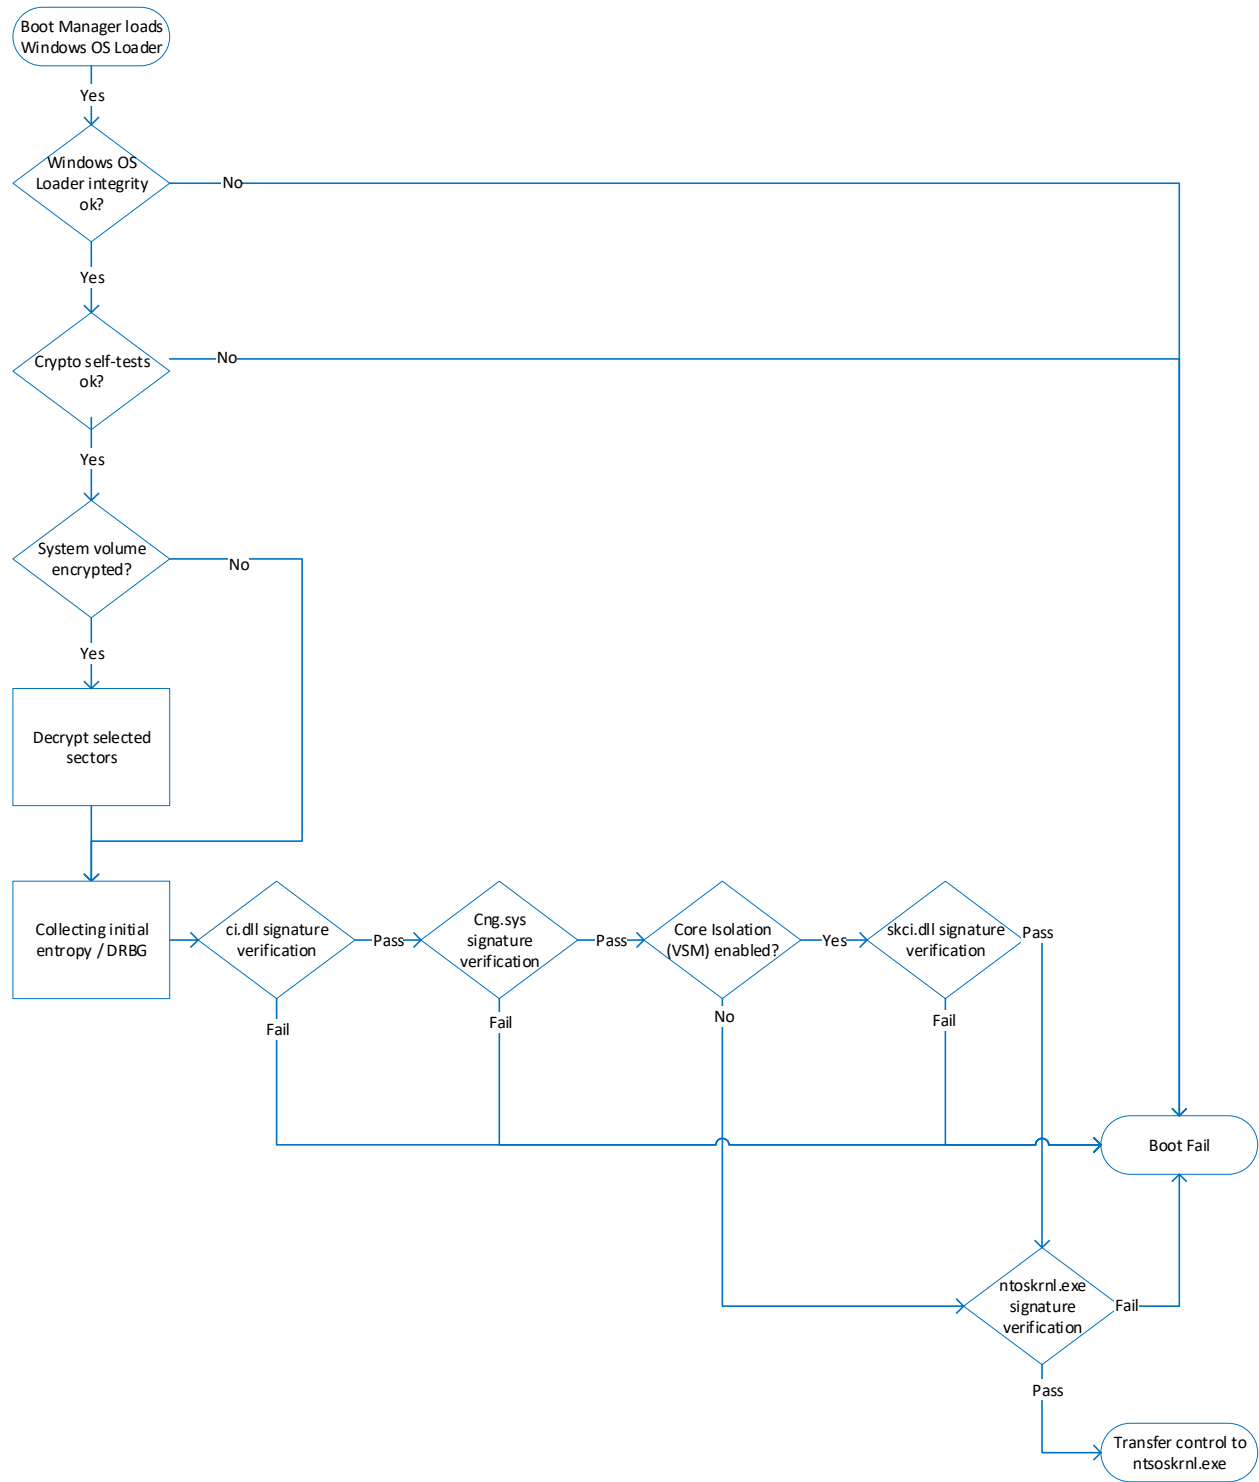 Boot Manager loads
Windows OS Loader
Yes
Windows OS
Loader integrity
ok?
No
Yes
Crypto self-tests
ok?
No
Yes
System volume
encrypted?
No
Yes
Decrypt selected
sectors
Collecting initial
entropy / DRBG
ci.dll signature
verification
Pass
Fail
Cng.sys
signature
verification
Pass
Fail
Core Isolation
(VSM) enabled?
Yes
No
skci.dll signature
verification
Pass
Fail
Boot Fail
ntoskrnl.exe
signature
verification
Fail
Pass
Transfer control to
ntsoskrnl.exe